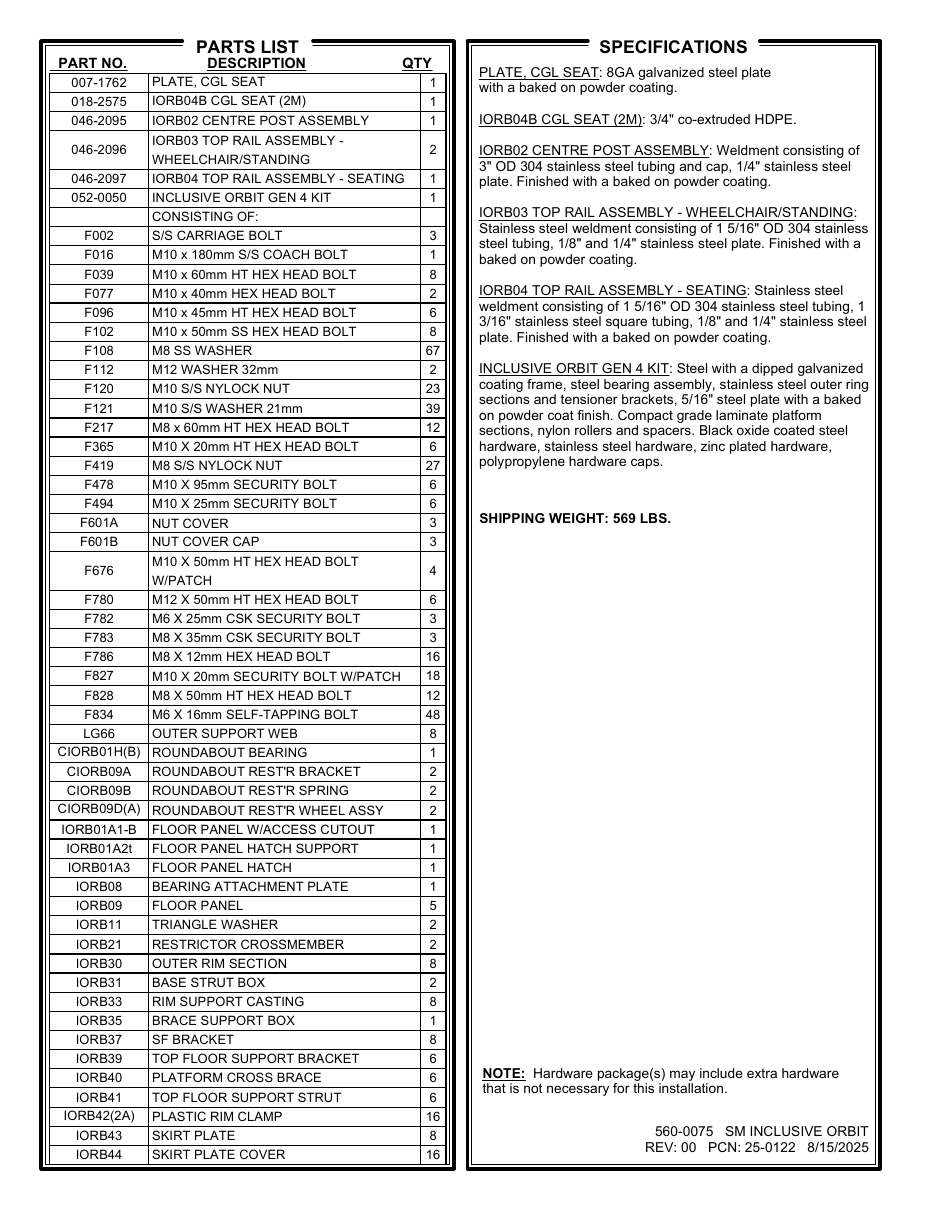 PARTS LIST
PART NO. DESCRIPTION QTY
007-1762 PLATE, CGL SEAT 1
018-2575 IORB04B CGL SEAT (2M) 1
046-2095 IORB02 CENTRE POST ASSEMBLY 1
046-2096 IORB03 TOP RAIL ASSEMBLY - WHEELCHAIR/STANDING 2
046-2097 IORB04 TOP RAIL ASSEMBLY - SEATING 1
052-0050 INCLUSIVE ORBIT GEN 4 KIT 1
CONSISTING OF:
F002 S/S CARRIAGE BOLT 3
F016 M10 x 180mm S/S COACH BOLT 1
F039 M10 x 60mm HT HEX HEAD BOLT 8
F077 M10 x 40mm HEX HEAD BOLT 2
F096 M10 x 45mm HT HEX HEAD BOLT 6
F102 M10 x 50mm SS HEX HEAD BOLT 8
F108 M8 SS WASHER 67
F112 M12 WASHER 32mm 2
F120 M10 S/S NYLOCK NUT 23
F121 M10 S/S WASHER 21mm 39
F217 M8 x 60mm HT HEX HEAD BOLT 12
F365 M10 X 20mm HT HEX HEAD BOLT 6
F419 M8 S/S NYLOCK NUT 27
F478 M10 X 95mm SECURITY BOLT 6
F494 M10 X 25mm SECURITY BOLT 6
F601A NUT COVER 3
F601B NUT COVER CAP 3
F676 M10 X 50mm HT HEX HEAD BOLT W/PATCH 4
F780 M12 X 50mm HT HEX HEAD BOLT 6
F782 M6 X 25mm CSK SECURITY BOLT 3
F783 M8 X 35mm CSK SECURITY BOLT 3
F786 M8 X 12mm HEX HEAD BOLT 16
F827 M10 X 20mm SECURITY BOLT W/PATCH 18
F828 M8 X 50mm HT HEX HEAD BOLT 12
F834 M6 X 16mm SELF-TAPPING BOLT 48
LG66 OUTER SUPPORT WEB 8
CIORB01H(B) ROUNDABOUT BEARING 1
CIORB09A ROUNDABOUT REST'R BRACKET 2
CIORB09B ROUNDABOUT REST'R SPRING 2
CIORB09D(A) ROUNDABOUT REST'R WHEEL ASSY 2
IORB01A1-B FLOOR PANEL W/ACCESS CUTOUT 1
IORB01A2t FLOOR PANEL HATCH SUPPORT 1
IORB01A3 FLOOR PANEL HATCH 1
IORB08 BEARING ATTACHMENT PLATE 1
IORB09 FLOOR PANEL 5
IORB11 TRIANGLE WASHER 2
IORB21 RESTRICTOR CROSSMEMBER 2
IORB30 OUTER RIM SECTION 8
IORB31 BASE STRUT BOX 2
IORB33 RIM SUPPORT CASTING 8
IORB35 BRACE SUPPORT BOX 1
IORB37 SF BRACKET 8
IORB39 TOP FLOOR SUPPORT BRACKET 6
IORB40 PLATFORM CROSS BRACE 6
IORB41 TOP FLOOR SUPPORT STRUT 6
IORB42(2A) PLASTIC RIM CLAMP 16
IORB43 SKIRT PLATE 8
IORB44 SKIRT PLATE COVER 16
SPECIFICATIONS
PLATE, CGL SEAT: 8GA galvanized steel plate
with a baked on powder coating.
IORB04B CGL SEAT (2M): 3/4" co-extruded HDPE.
IORB02 CENTRE POST ASSEMBLY: Weldment consisting of
3" OD 304 stainless steel tubing and cap, 1/4" stainless steel
plate. Finished with a baked on powder coating.
IORB03 TOP RAIL ASSEMBLY - WHEELCHAIR/STANDING:
Stainless steel weldment consisting of 1 5/16" OD 304 stainless
steel tubing, 1/8" and 1/4" stainless steel plate. Finished with a
baked on powder coating.
IORB04 TOP RAIL ASSEMBLY - SEATING: Stainless steel
weldment consisting of 1 5/16" OD 304 stainless steel tubing, 1
3/16" stainless steel square tubing, 1/8" and 1/4" stainless steel
plate. Finished with a baked on powder coating.
INCLUSIVE ORBIT GEN 4 KIT: Steel with a dipped galvanized
coating frame, steel bearing assembly, stainless steel outer ring
sections and tensioner brackets, 5/16" steel plate with a baked
on powder coat finish. Compact grade laminate platform
sections, nylon rollers and spacers. Black oxide coated steel
hardware, stainless steel hardware, zinc plated hardware,
polypropylene hardware caps.
SHIPPING WEIGHT: 569 LBS.
NOTE: Hardware package(s) may include extra hardware
that is not necessary for this installation.
560-0075 SM INCLUSIVE ORBIT
REV: 00 PCN: 25-0122 8/15/2025